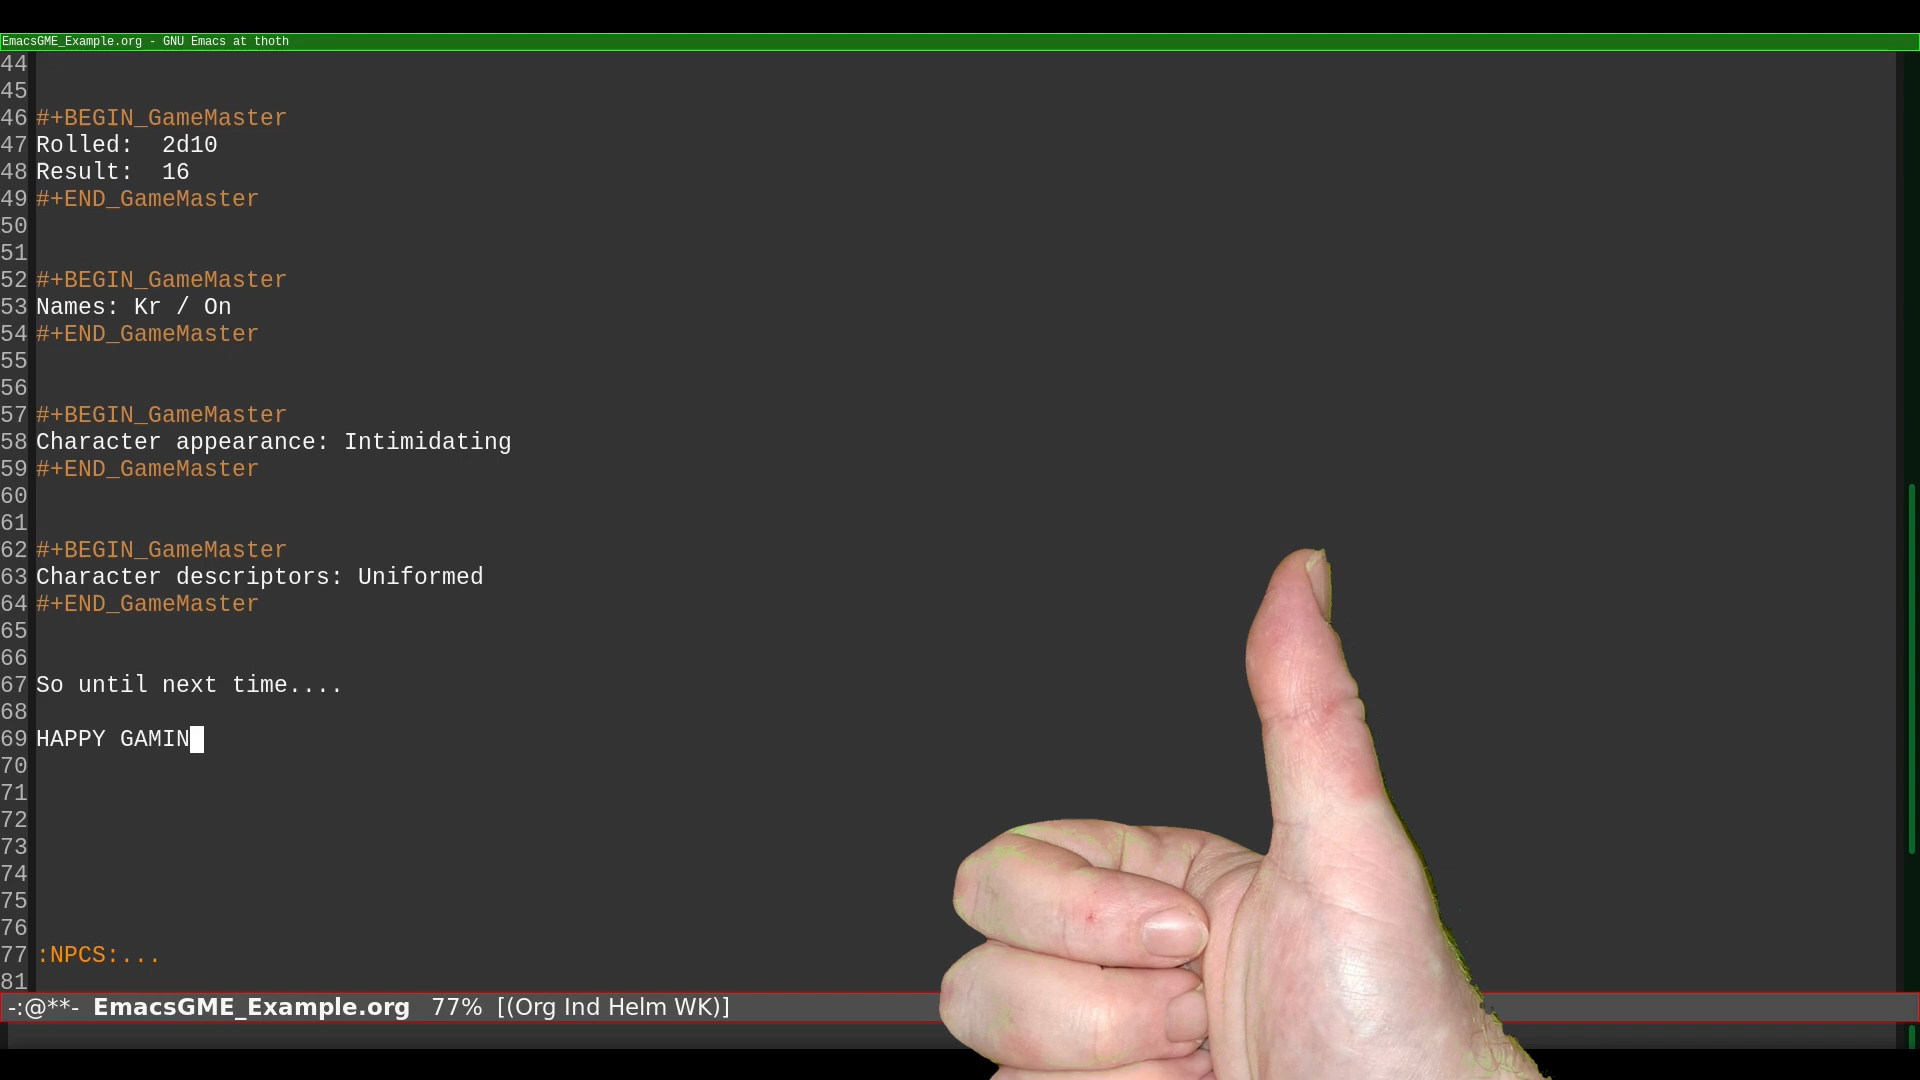 EmacsGME_Example.org - GNU Emacs at thoth
44
45
46 #+BEGIN_GameMaster
47 Rolled:  2d10
48 Result:  16
49 #+END_GameMaster
50
51
52 #+BEGIN_GameMaster
53 Names: Kr / On
54 #+END_GameMaster
55
56
57 #+BEGIN_GameMaster
58 Character appearance: Intimidating
59 #+END_GameMaster
60
61
62 #+BEGIN_GameMaster
63 Character descriptors: Uniformed
64 #+END_GameMaster
65
66
67 So until next time....
68
69 HAPPY GAMIN
70
71
72
73
74
75
76
77 :NPCS:...
81
-:@**-  EmacsGME_Example.org   77%  [(Org Ind Helm WK)]